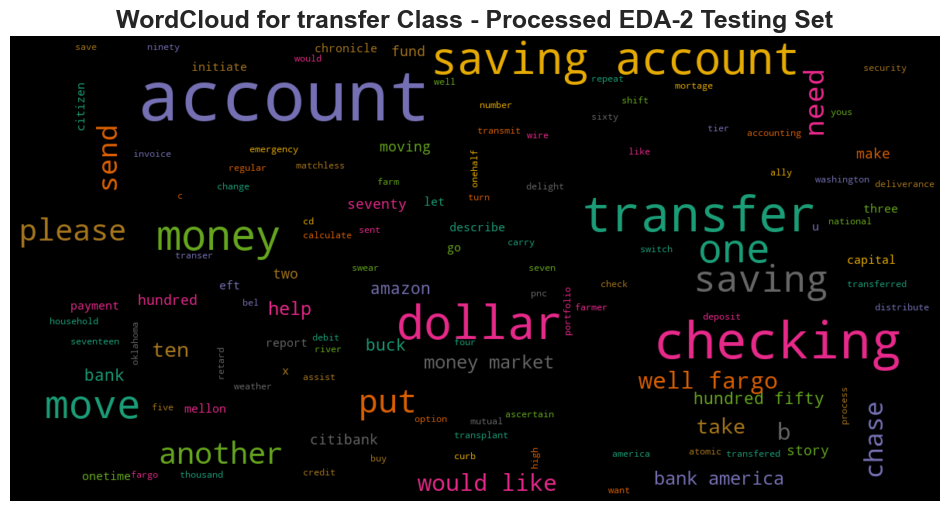 WordCloud for transfer Class - Processed EDA-2 Testing Set
save
ninety
would
chronicle
fund
saving account
well
repeat
mortage
security
initiate
citizen
account
number
shift
need
yous
sixty
send
transmit
wire
tier
accounting
invoice
emergency
moving
onehalf
like
make
regular
matchless
ally
washington
deliverance
change
farm
delight
c
seventy
let
turn
transfer
three
please
money
cd
calculate
sent
describe
carry
go
one
u
national
switch
transer
swear
seven
check
saving
capital
two
eft
amazon
pnc
portfolio
farmer
transferred
payment
hundred
bel
help
dollar
deposit
distribute
household
seventeen
oklahoma
retard
report
debit
river
buck
four
checking
ten
x
money market
bank
weather
assist
well fargo
move
five
mellon
put
option
mutual
ascertain
hundred fifty
process
chase
another
citibank
transplant
take
b
curb
high
buy
america
atomic
transfered
story
onetime
fargo
thousand
credit
would like
want
bank america